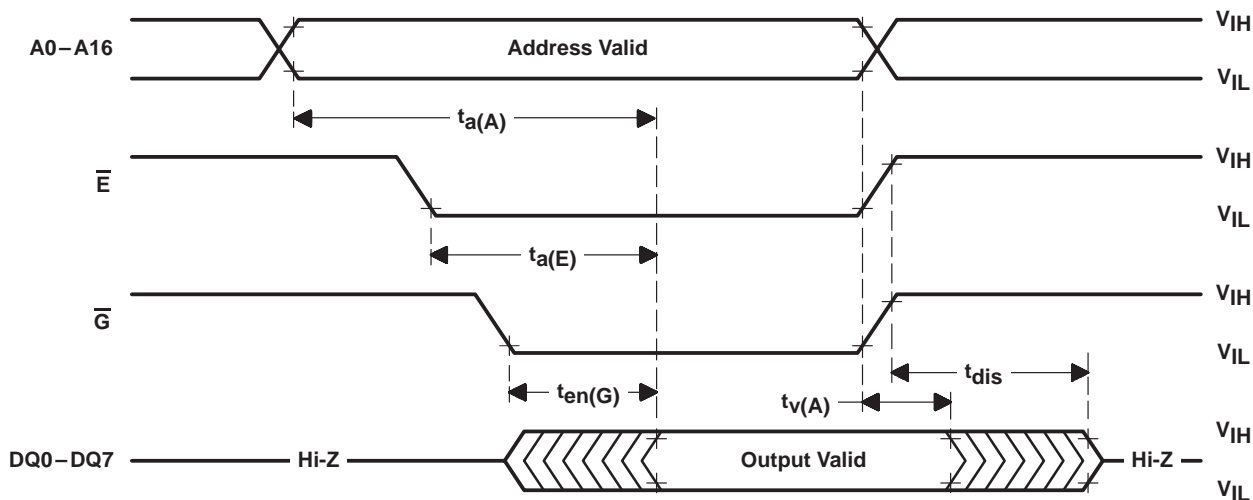 VIH
A0–A16
Address Valid
VIL
ta(A)
VIH
E
VIL
ta(E)
VIH
G
VIL
ten(G)
tdis
tv(A)
VIH
DQ0–DQ7
Hi-Z
Output Valid
Hi-Z
VIL